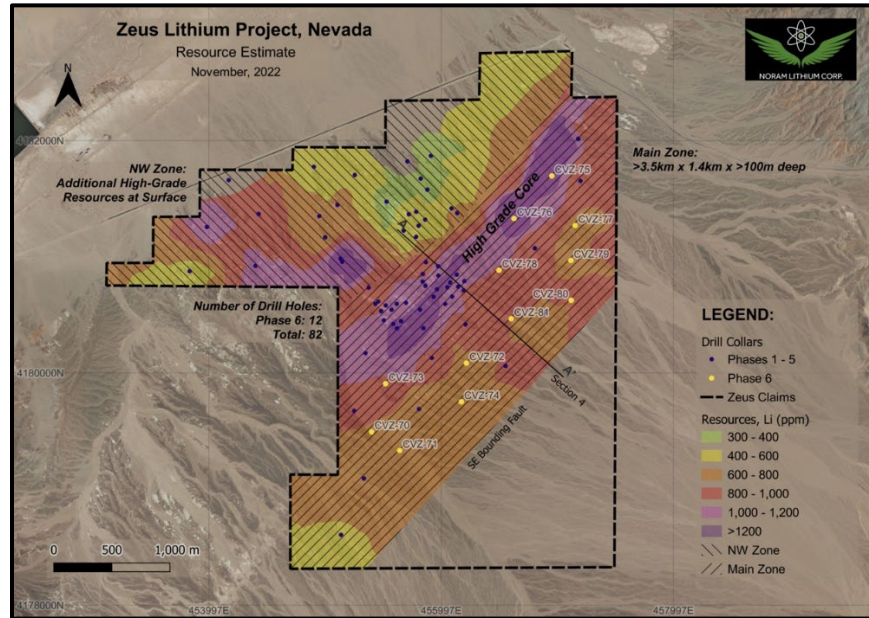 Zeus Lithium Project, Nevada
Resource Estimate
November, 2022
N
NORAM LITHIUM CORP.
4182000N
NW Zone:
Additional High-Grade
Resources at Surface
Main Zone:
>3.5km x 1.4km x >100m deep
High Grade Core
CVZ-75
CVZ-76
CVZ-77
CVZ-78
CVZ-79
CVZ-80
CVZ-81
A
Number of Drill Holes:
Phase 6: 12
Total: 82
4180000N
CVZ-72
CVZ-73
CVZ-74
A'
Section 4
CVZ-70
CVZ-71
SE Bounding Fault
LEGEND:
Drill Collars
Phases 1 - 5
Phase 6
Zeus Claims
Resources, Li (ppm)
300 - 400
400 - 600
600 - 800
800 - 1,000
1,000 - 1,200
>1200
NW Zone
Main Zone
0 500 1,000 m
4178000N
453997E
455997E
457997E